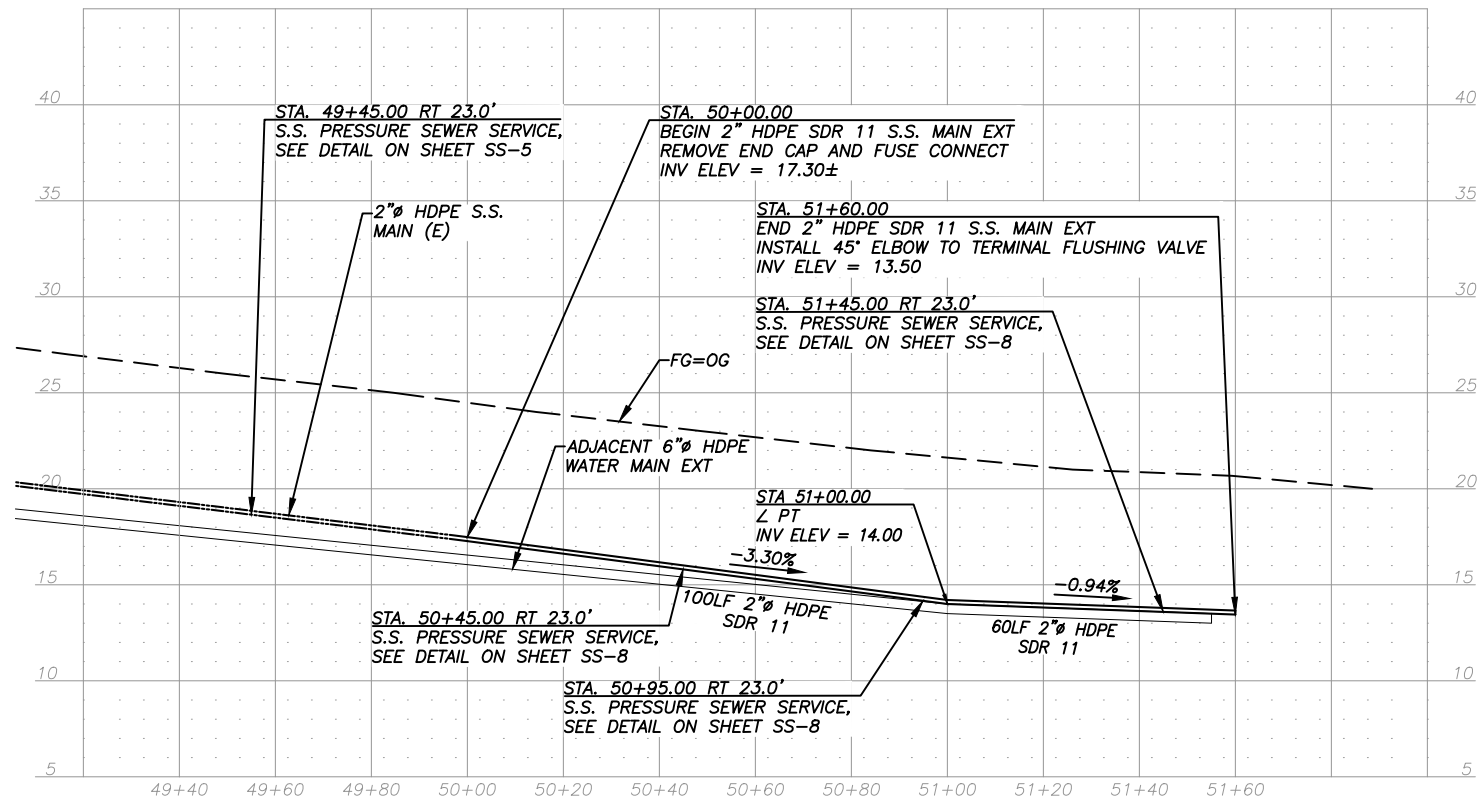 40
40
35
35
30
30
25
25
20
20
15
15
10
10
5
5
STA. 49+45.00 RT 23.0'
S.S. PRESSURE SEWER SERVICE,
SEE DETAIL ON SHEET SS-5
STA. 50+00.00
BEGIN 2" HDPE SDR 11 S.S. MAIN EXT
REMOVE END CAP AND FUSE CONNECT
INV ELEV = 17.30±
2"ø HDPE S.S.
MAIN (E)
STA. 51+60.00
END 2" HDPE SDR 11 S.S. MAIN EXT
INSTALL 45° ELBOW TO TERMINAL FLUSHING VALVE
INV ELEV = 13.50
STA. 51+45.00 RT 23.0'
S.S. PRESSURE SEWER SERVICE,
SEE DETAIL ON SHEET SS-8
FG=OG
ADJACENT 6"ø HDPE
WATER MAIN EXT
STA 51+00.00
∠ PT
INV ELEV = 14.00
-3.30%
-0.94%
100LF 2"ø HDPE
SDR 11
60LF 2"ø HDPE
SDR 11
STA. 50+45.00 RT 23.0'
S.S. PRESSURE SEWER SERVICE,
SEE DETAIL ON SHEET SS-8
STA. 50+95.00 RT 23.0'
S.S. PRESSURE SEWER SERVICE,
SEE DETAIL ON SHEET SS-8
49+40 49+60 49+80 50+00 50+20 50+40 50+60 50+80 51+00 51+20 51+40 51+60